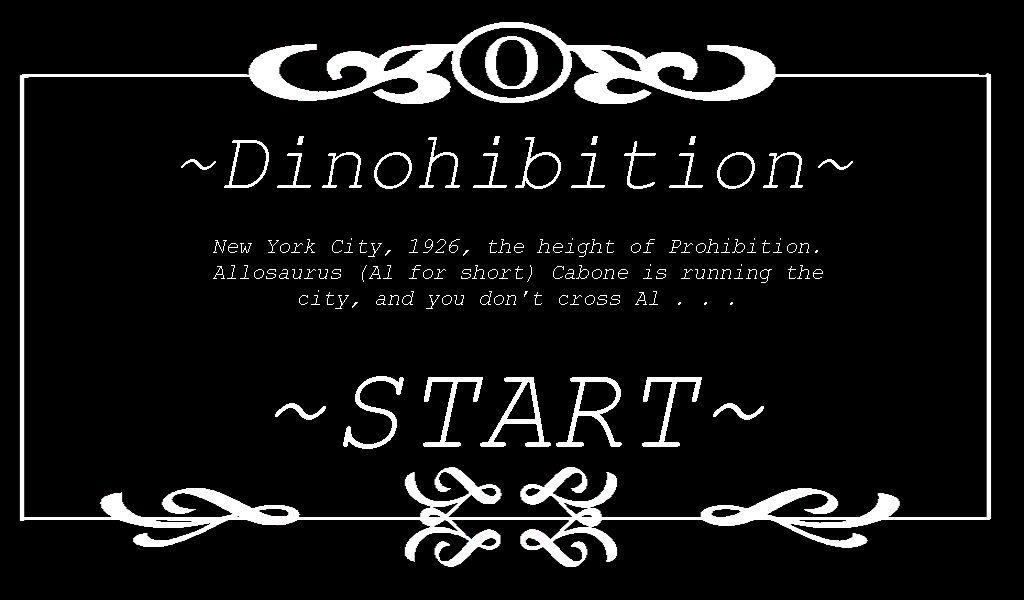 O
~Dinohibition~
New York City, 1926, the height of Prohibition.
Allosaurus (Al for short) Cabone is running the
city, and you don't cross Al . . .
~START~